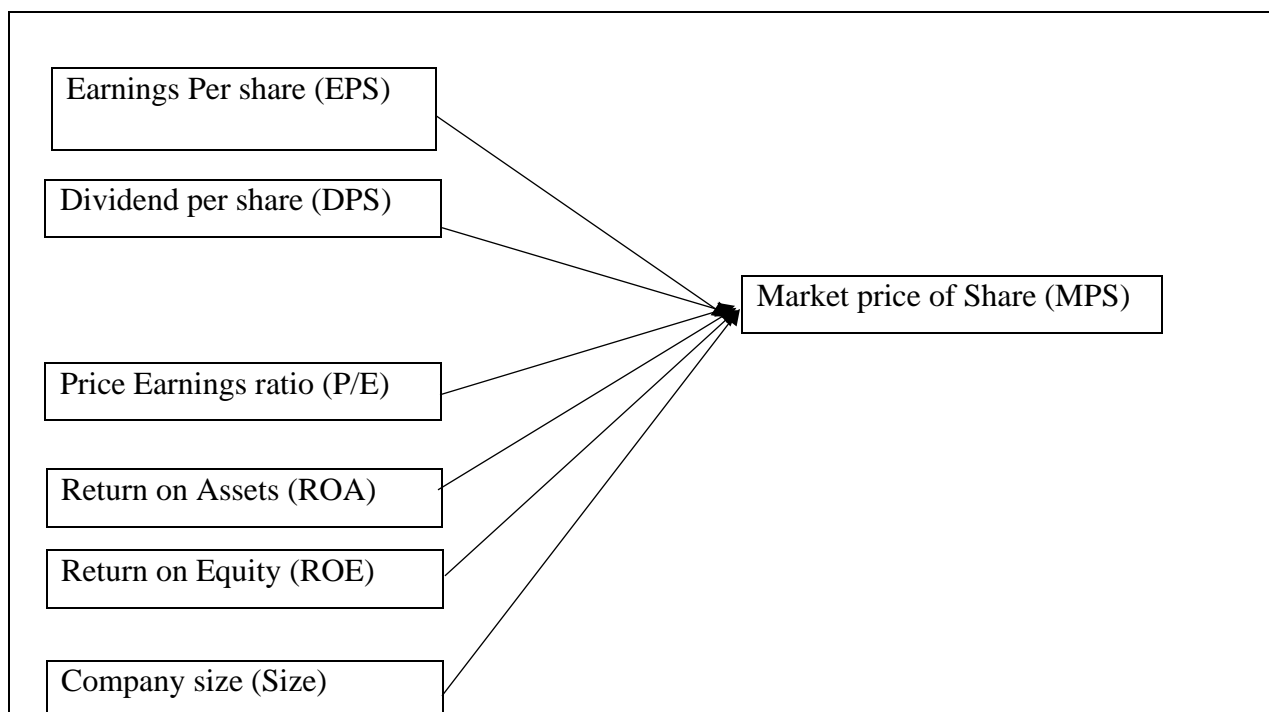 Earnings Per share (EPS)
Dividend per share (DPS)
Market price of Share (MPS)
Price Earnings ratio (P/E)
Return on Assets (ROA)
Return on Equity (ROE)
Company size (Size)